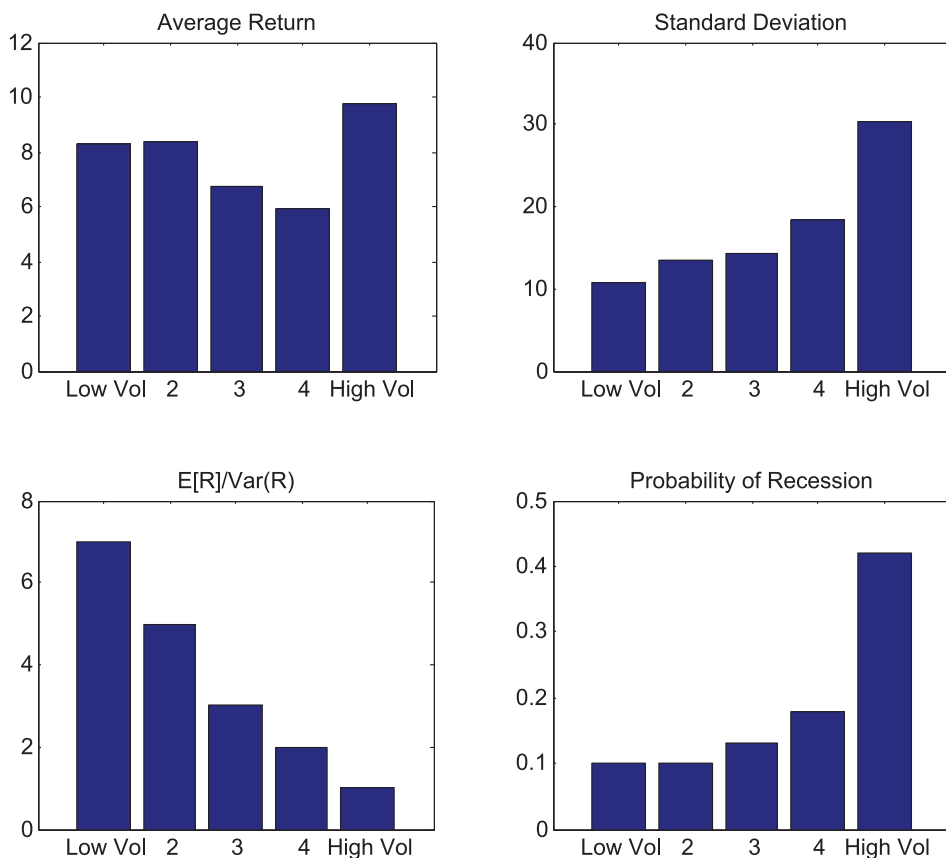 Average Return
12
10
8
6
4
2
0
Low Vol 2 3 4 High Vol
Standard Deviation
40
30
20
10
0
Low Vol 2 3 4 High Vol
E[R]/Var(R)
8
6
4
2
0
Low Vol 2 3 4 High Vol
Probability of Recession
0.5
0.4
0.3
0.2
0.1
0
Low Vol 2 3 4 High Vol